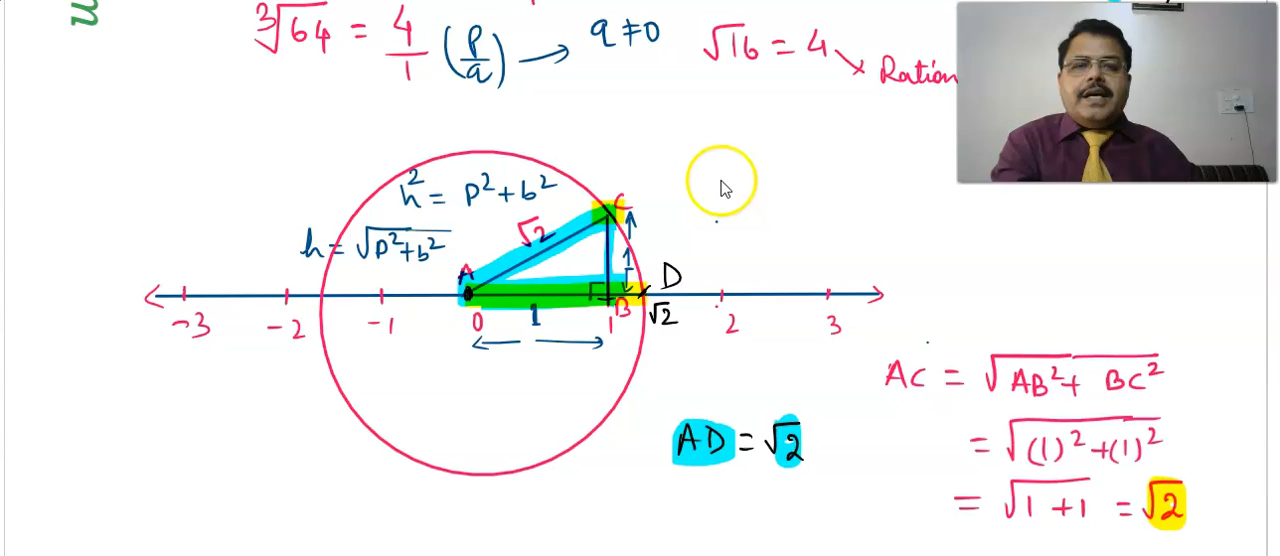 ∛64 = 4/1 (p/q) → q ≠ 0
√16 = 4 ↘ Ration
h² = p² + b²
h = √p²+b²
√2
A
C
1
B
D
-3 -2 -1 0 1 √2 2 3
1
AC = √AB² + BC²
= √(1)² + (1)²
= √1 + 1 = √2
AD = √2